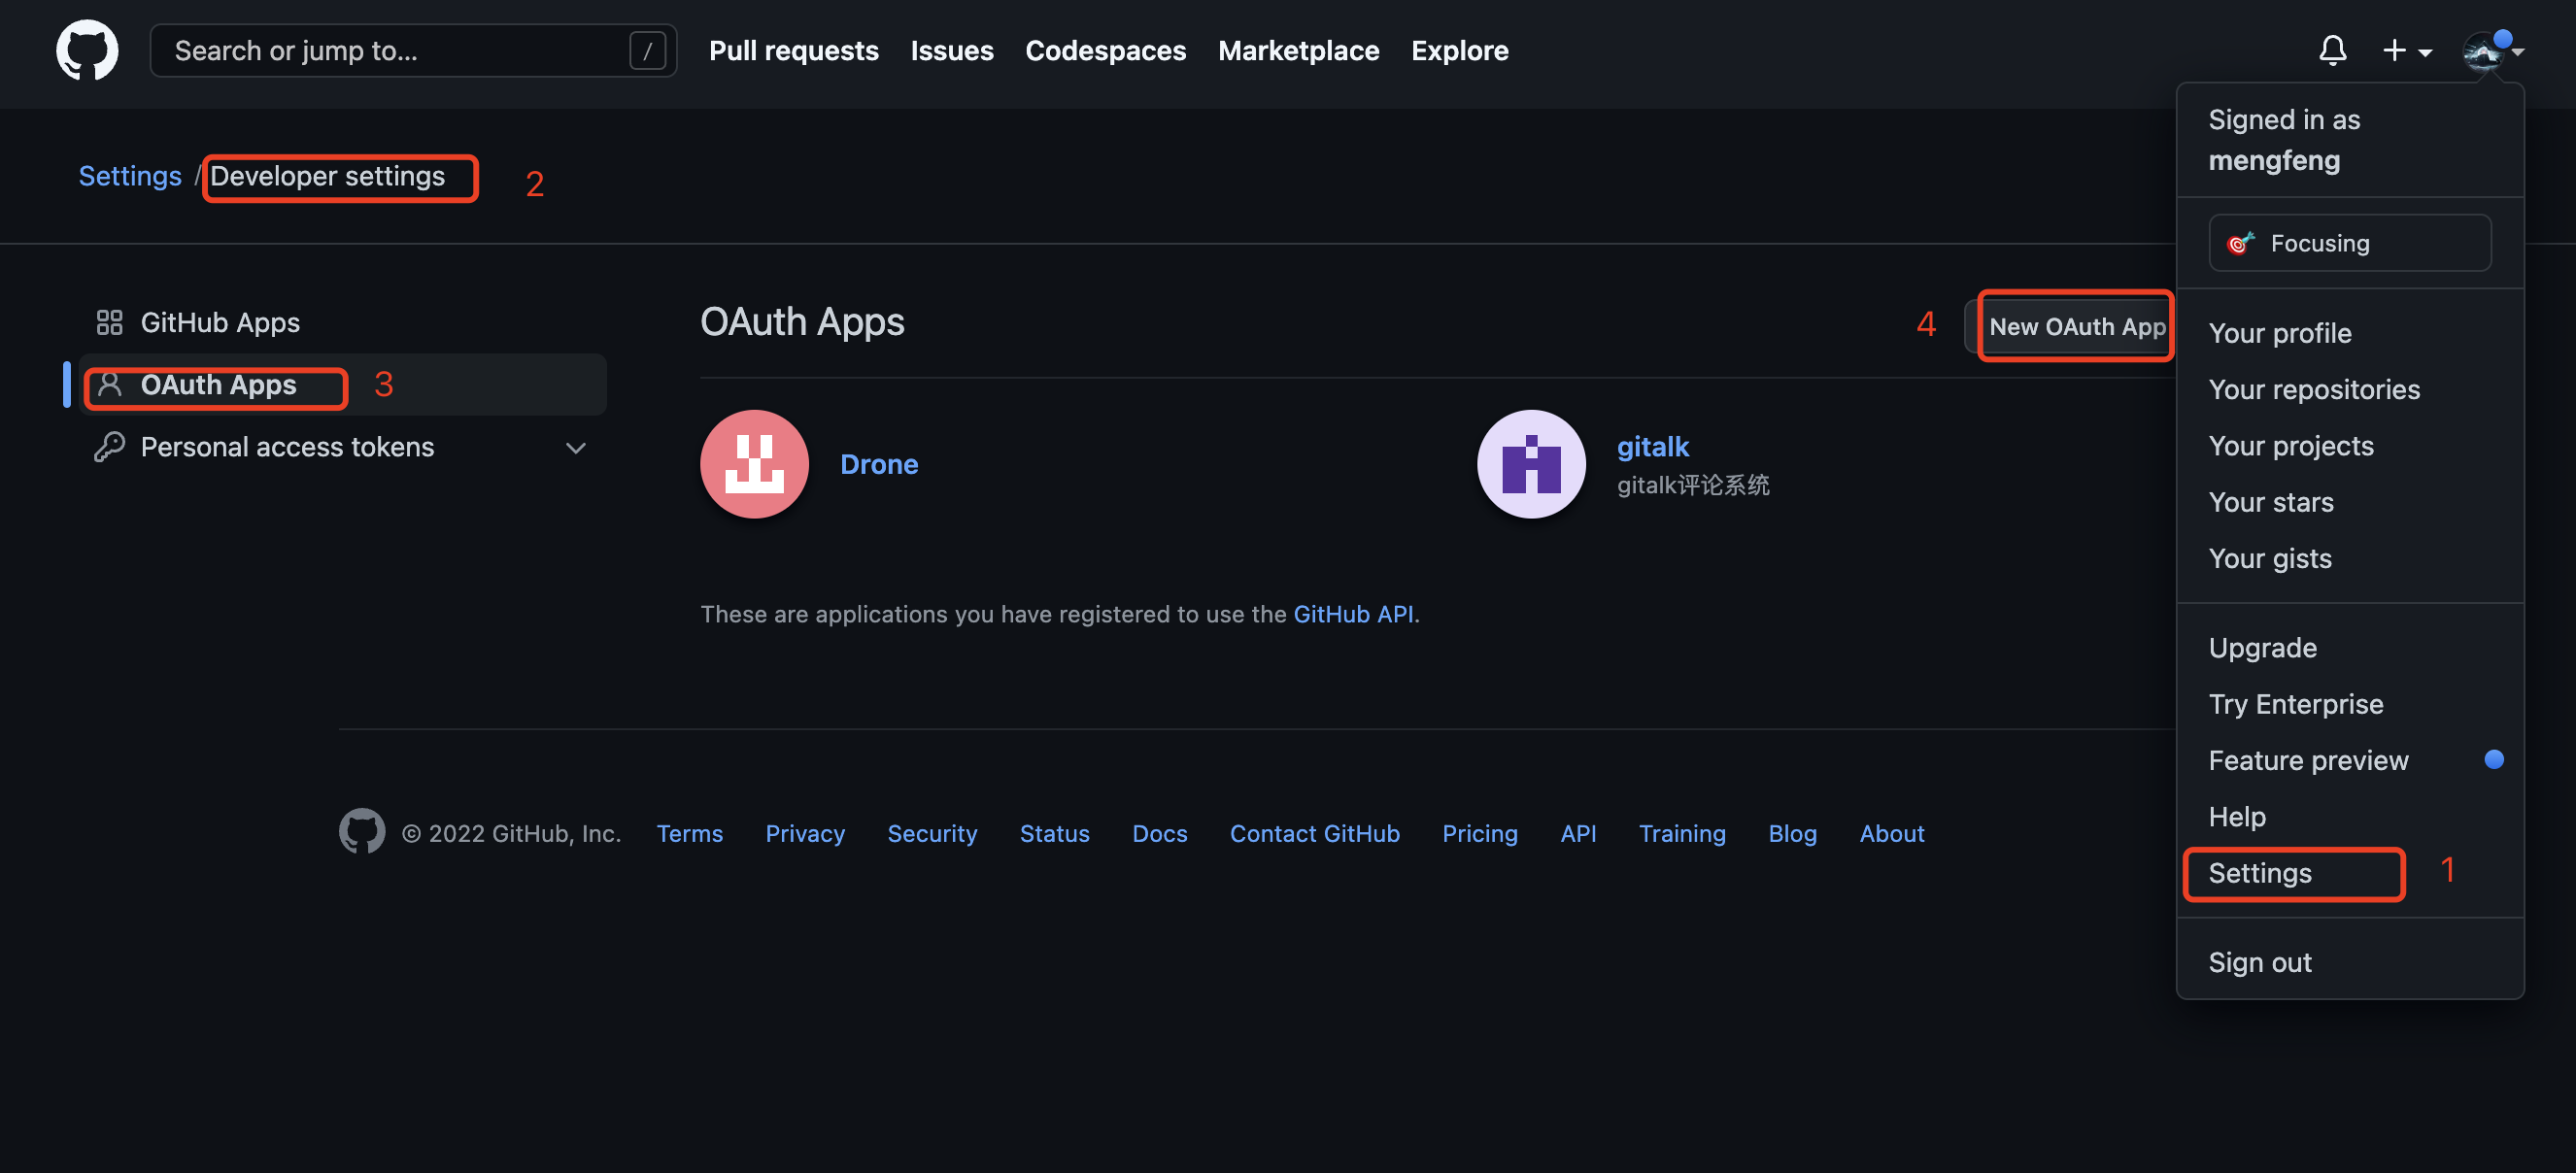 Search or jump to...
/
Pull requests
Issues
Codespaces
Marketplace
Explore
Signed in as
mengfeng
Focusing
Your profile
Your repositories
Your projects
Your stars
Your gists
Upgrade
Try Enterprise
Feature preview
Help
Settings
1
Sign out
Settings / Developer settings
2
GitHub Apps
OAuth Apps
3
Personal access tokens
OAuth Apps
4
New OAuth App
Drone
gitalk
gitalk评论系统
These are applications you have registered to use the GitHub API.
© 2022 GitHub, Inc.
Terms
Privacy
Security
Status
Docs
Contact GitHub
Pricing
API
Training
Blog
About